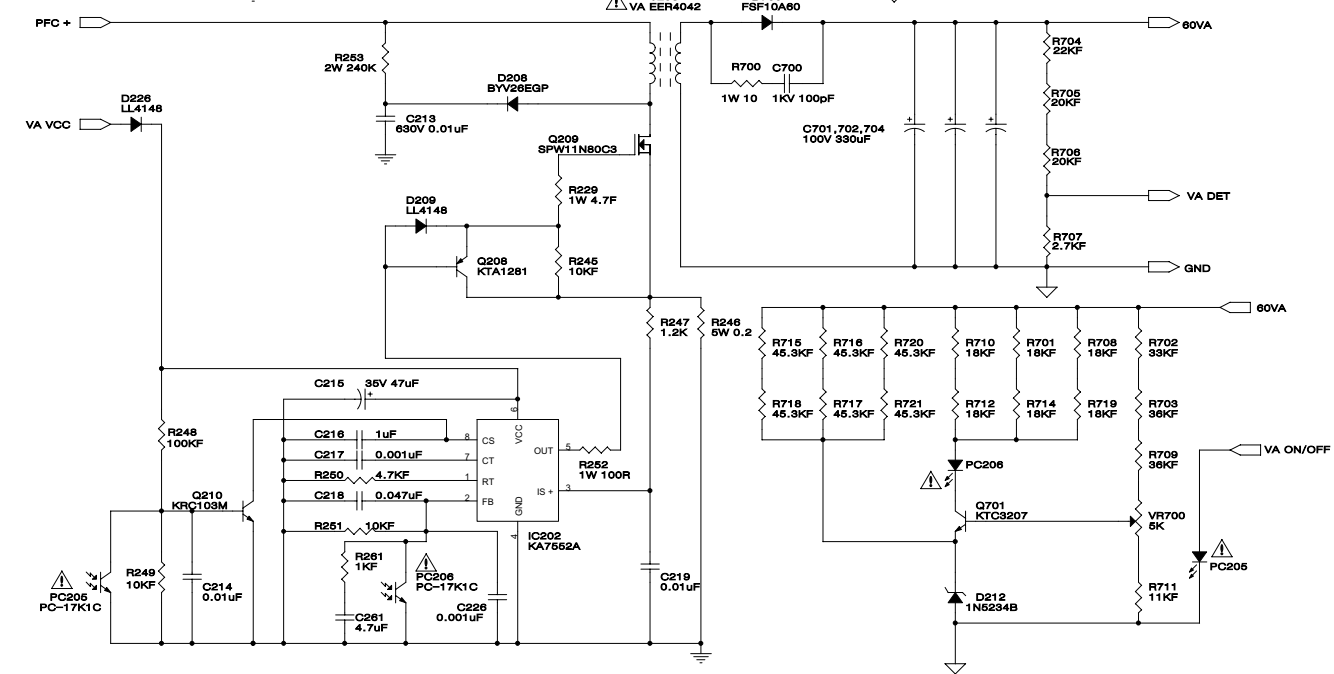 VA EER4042
FSF10A60
PFC +
60VA
R253
2W 240K
R704
22KF
R700
C700
1W 10
1KV 100pF
D208
BYV26EGP
D226
LL4148
R705
20KF
VA VCC
C213
630V 0.01uF
C701,702,704
100V 330uF
Q209
SPW11N80C3
R706
20KF
R229
1W 4.7F
VA DET
D209
LL4148
R707
2.7KF
Q208
KTA1281
R245
10KF
GND
60VA
R247
1.2K
R246
5W 0.2
R715
45.3KF
R716
45.3KF
R720
45.3KF
R710
18KF
R701
18KF
R708
18KF
R702
33KF
C215
35V 47uF
R718
45.3KF
R717
45.3KF
R721
45.3KF
R712
18KF
R714
18KF
R719
18KF
R703
36KF
6
R248
100KF
C216
1uF
8
CS
VCC
OUT
5
C217
0.001uF
7
CT
R252
1W 100R
R250
4.7KF
1
RT
C218
0.047uF
2
FB
GND
IS +
3
4
IC202
KA7552A
PC206
R709
36KF
VA ON/OFF
Q210
KRC103M
R251
10KF
Q701
KTC3207
VR700
5K
R261
1KF
PC206
PC-17K1C
PC205
PC205
PC-17K1C
R249
10KF
C214
0.01uF
C261
4.7uF
C226
0.001uF
C219
0.01uF
D212
1N5234B
R711
11KF